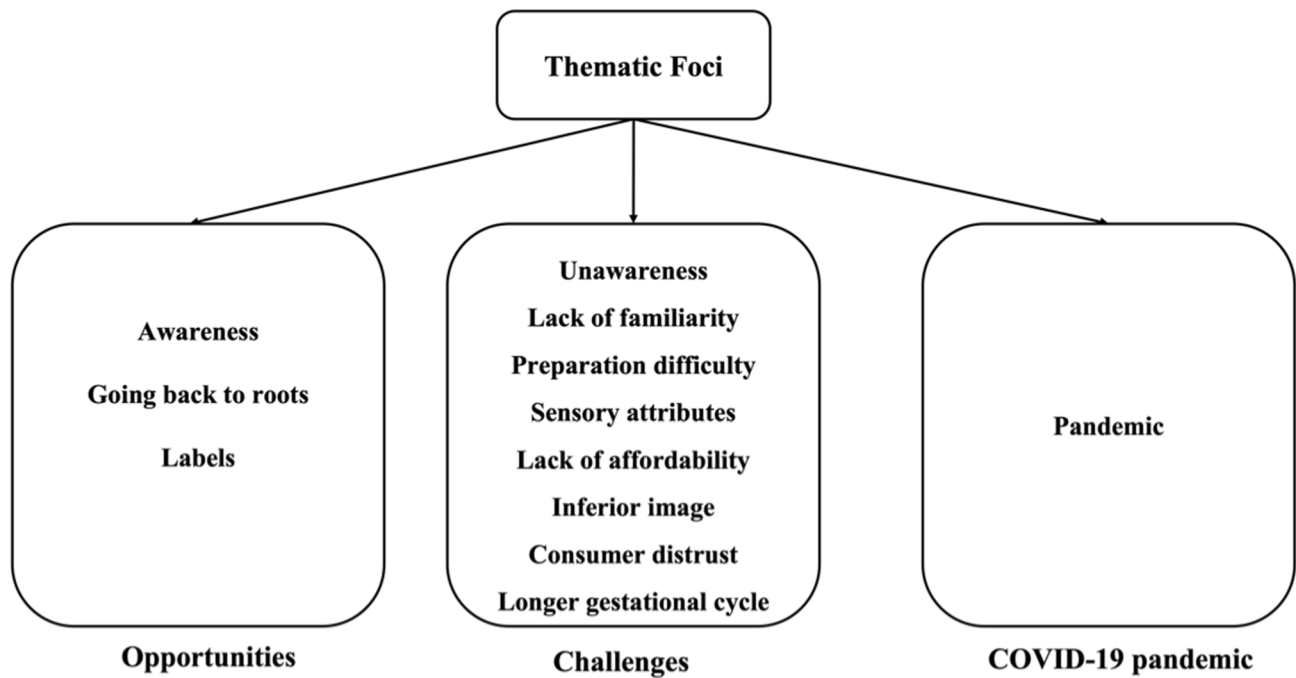 Thematic Foci
Awareness
Going back to roots
Labels
Opportunities
Unawareness
Lack of familiarity
Preparation difficulty
Sensory attributes
Lack of affordability
Inferior image
Consumer distrust
Longer gestational cycle
Challenges
Pandemic
COVID-19 pandemic